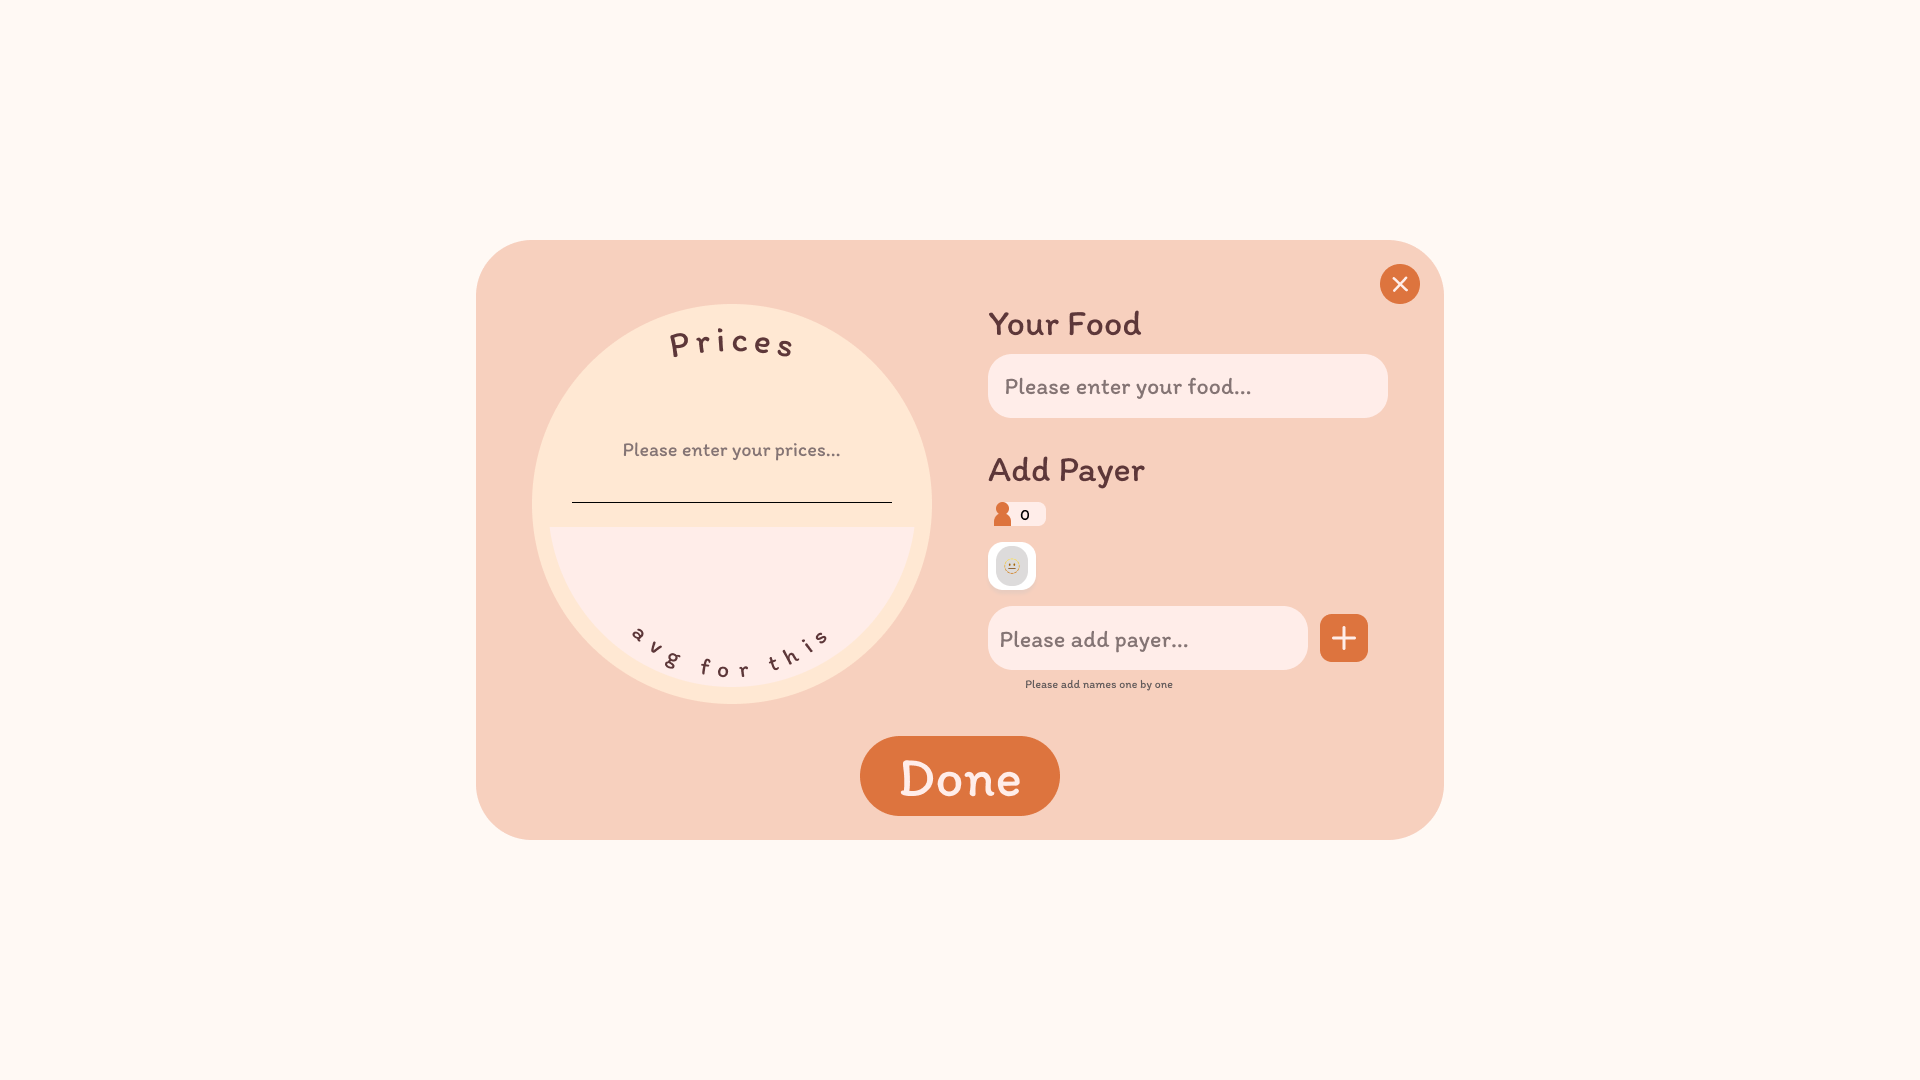 Prices
Please enter your prices...
avg for this
Your Food
Please enter your food...
Add Payer
0
Please add payer...
Please add names one by one
Done